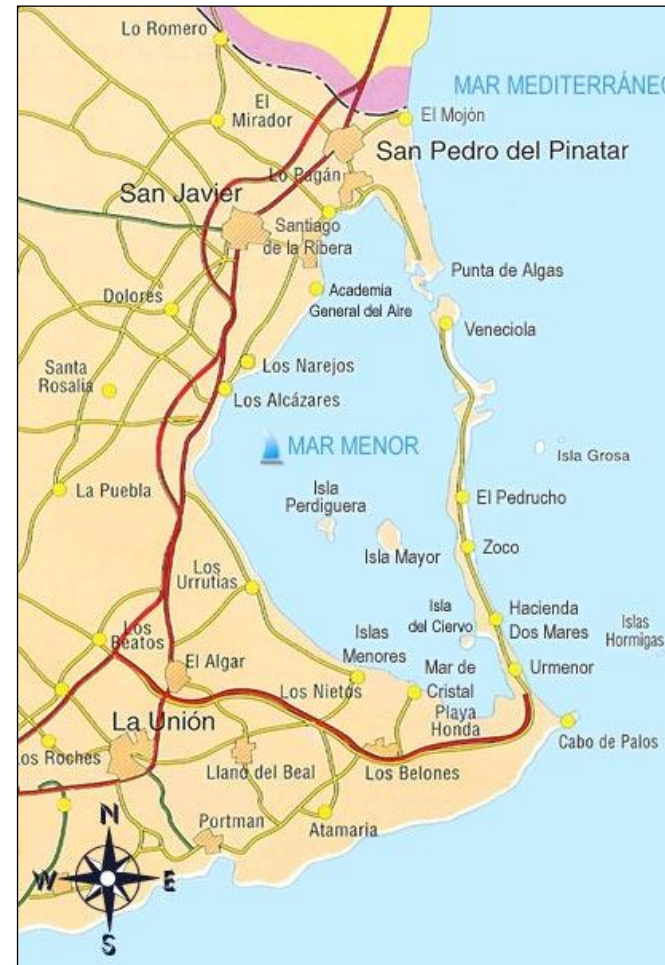 Lo Romero
MAR MEDITERRÁNEO
El
Mirador
El Mojón
San Pedro del Pinatar
Lo Pagán
San Javier
Santiago
de la Ribera
Punta de Algas
Academia
General del Aire
Dolores
Veneciola
Santa
Rosalia
Los Narejos
Los Alcázares
MAR MENOR
Isla Grosa
La Puebla
Isla
Perdiguera
El Pedrucho
Isla Mayor
Zoco
Los
Urrutias
Isla
del Ciervo
Hacienda
Dos Mares
Islas
Hormigas
Los
Beatos
Islas
Menores
El Algar
Mar de
Cristal
Urmenor
Los Nietos
Playa
Honda
La Unión
Cabo de Palos
Los Roches
Llano del Beal
Los Belones
Portman
Atamaria
N
W
E
S